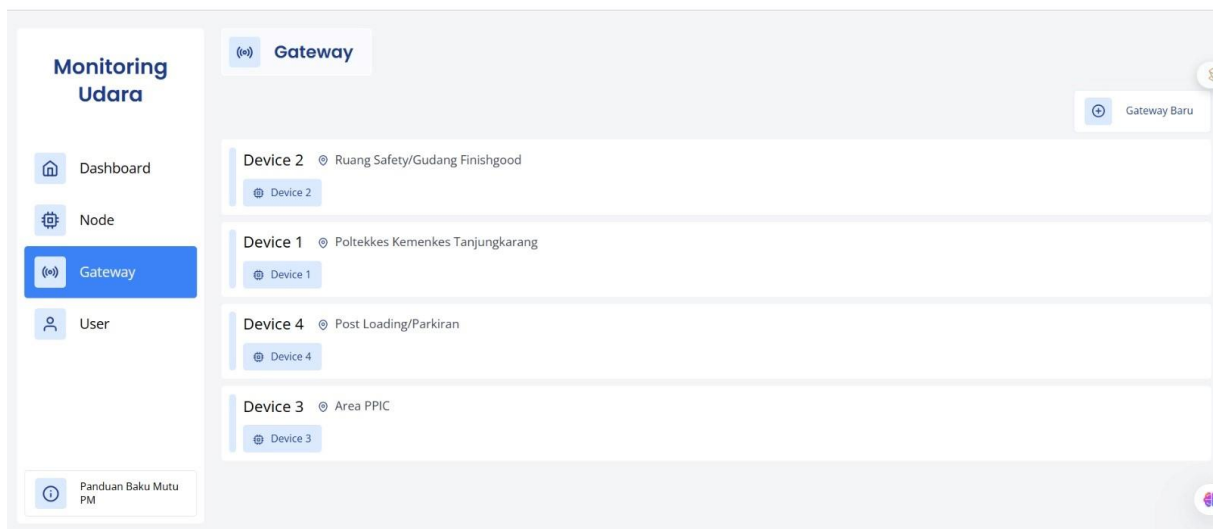 Monitoring
Udara
Dashboard
Node
Gateway
User
Panduan Baku Mutu
PM
Gateway
Gateway Baru
Device 2 Ruang Safety/Gudang Finishgood
Device 2
Device 1 Poltekkes Kemenkes Tanjungkarang
Device 1
Device 4 Post Loading/Parkiran
Device 4
Device 3 Area PPIC
Device 3